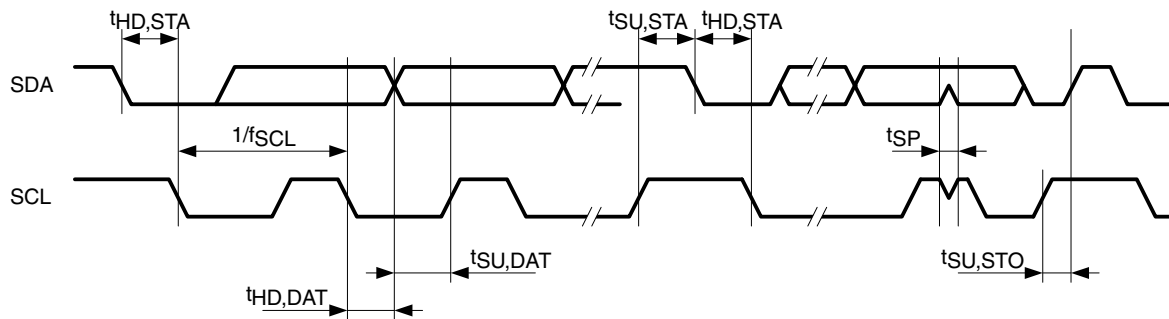 tHD,STA
tSU,STA
tHD,STA
SDA
1/fSCL
tSP
SCL
tSU,DAT
tSU,STO
tHD,DAT